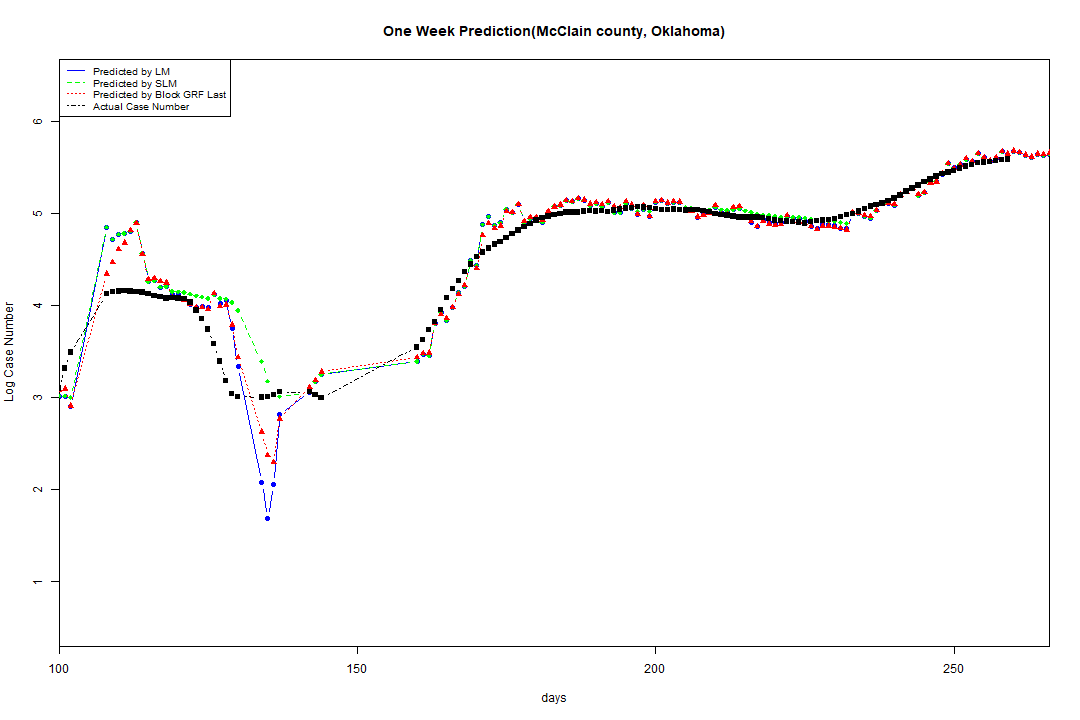 One Week Prediction(McClain county, Oklahoma)
Predicted by LM
Predicted by SLM
Predicted by Block GRF Last
Actual Case Number
Log Case Number
6
5
4
3
2
1
100 150 200 250
days